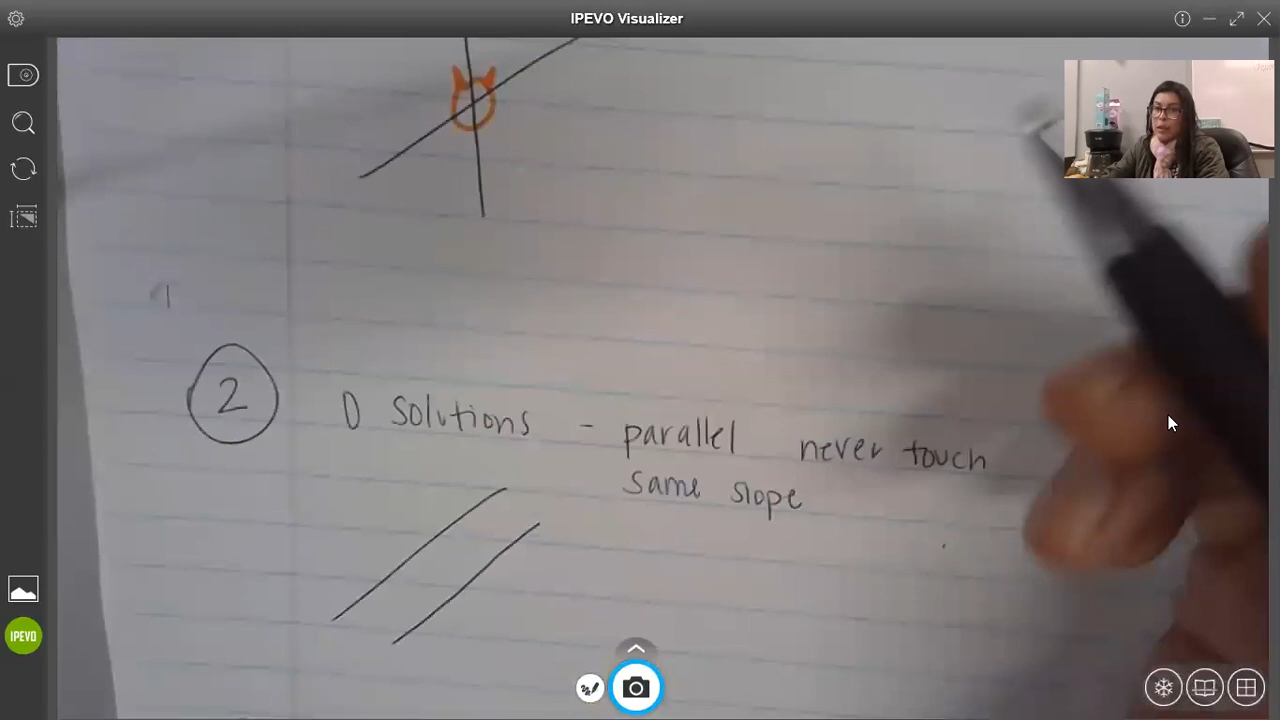 IPEVO Visualizer
2 0 solutions - parallel never touch
same slope
IPEVO